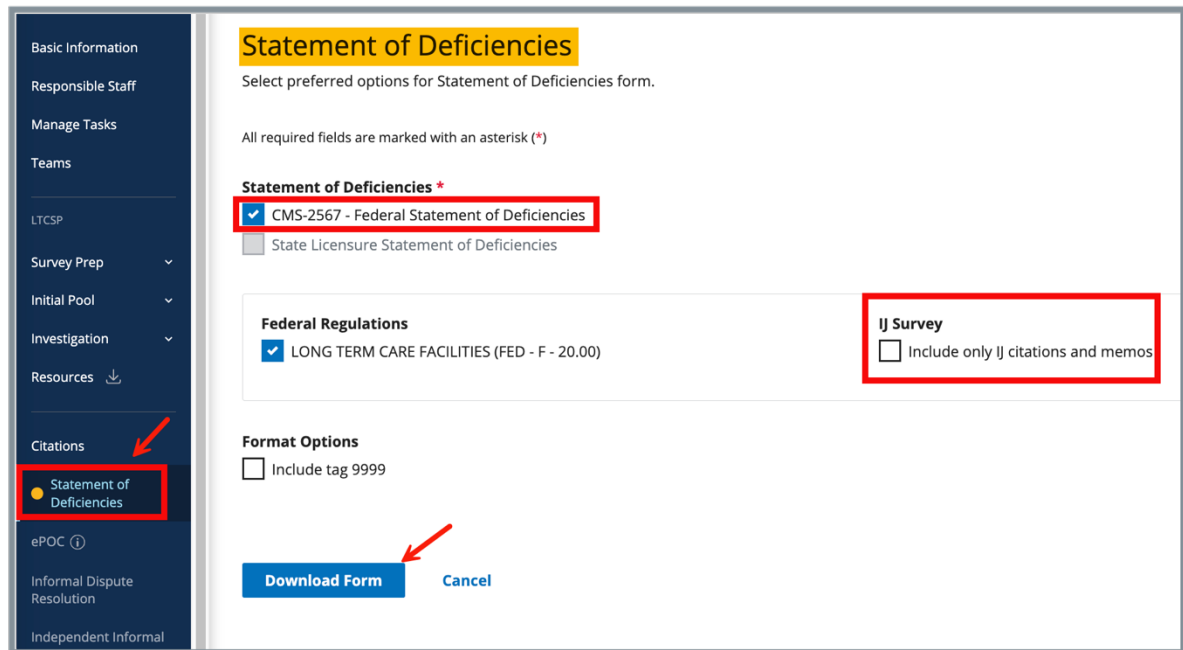 Basic Information
Responsible Staff
Manage Tasks
Teams
LTCSP
Survey Prep
Initial Pool
Investigation
Resources
Citations
Statement of
Deficiencies
ePOC
Informal Dispute
Resolution
Independent Informal
Statement of Deficiencies
Select preferred options for Statement of Deficiencies form.
All required fields are marked with an asterisk (*)
Statement of Deficiencies *
CMS-2567 - Federal Statement of Deficiencies
State Licensure Statement of Deficiencies
Federal Regulations
LONG TERM CARE FACILITIES (FED - F - 20.00)
IJ Survey
Include only IJ citations and memos
Format Options
Include tag 9999
Download Form
Cancel